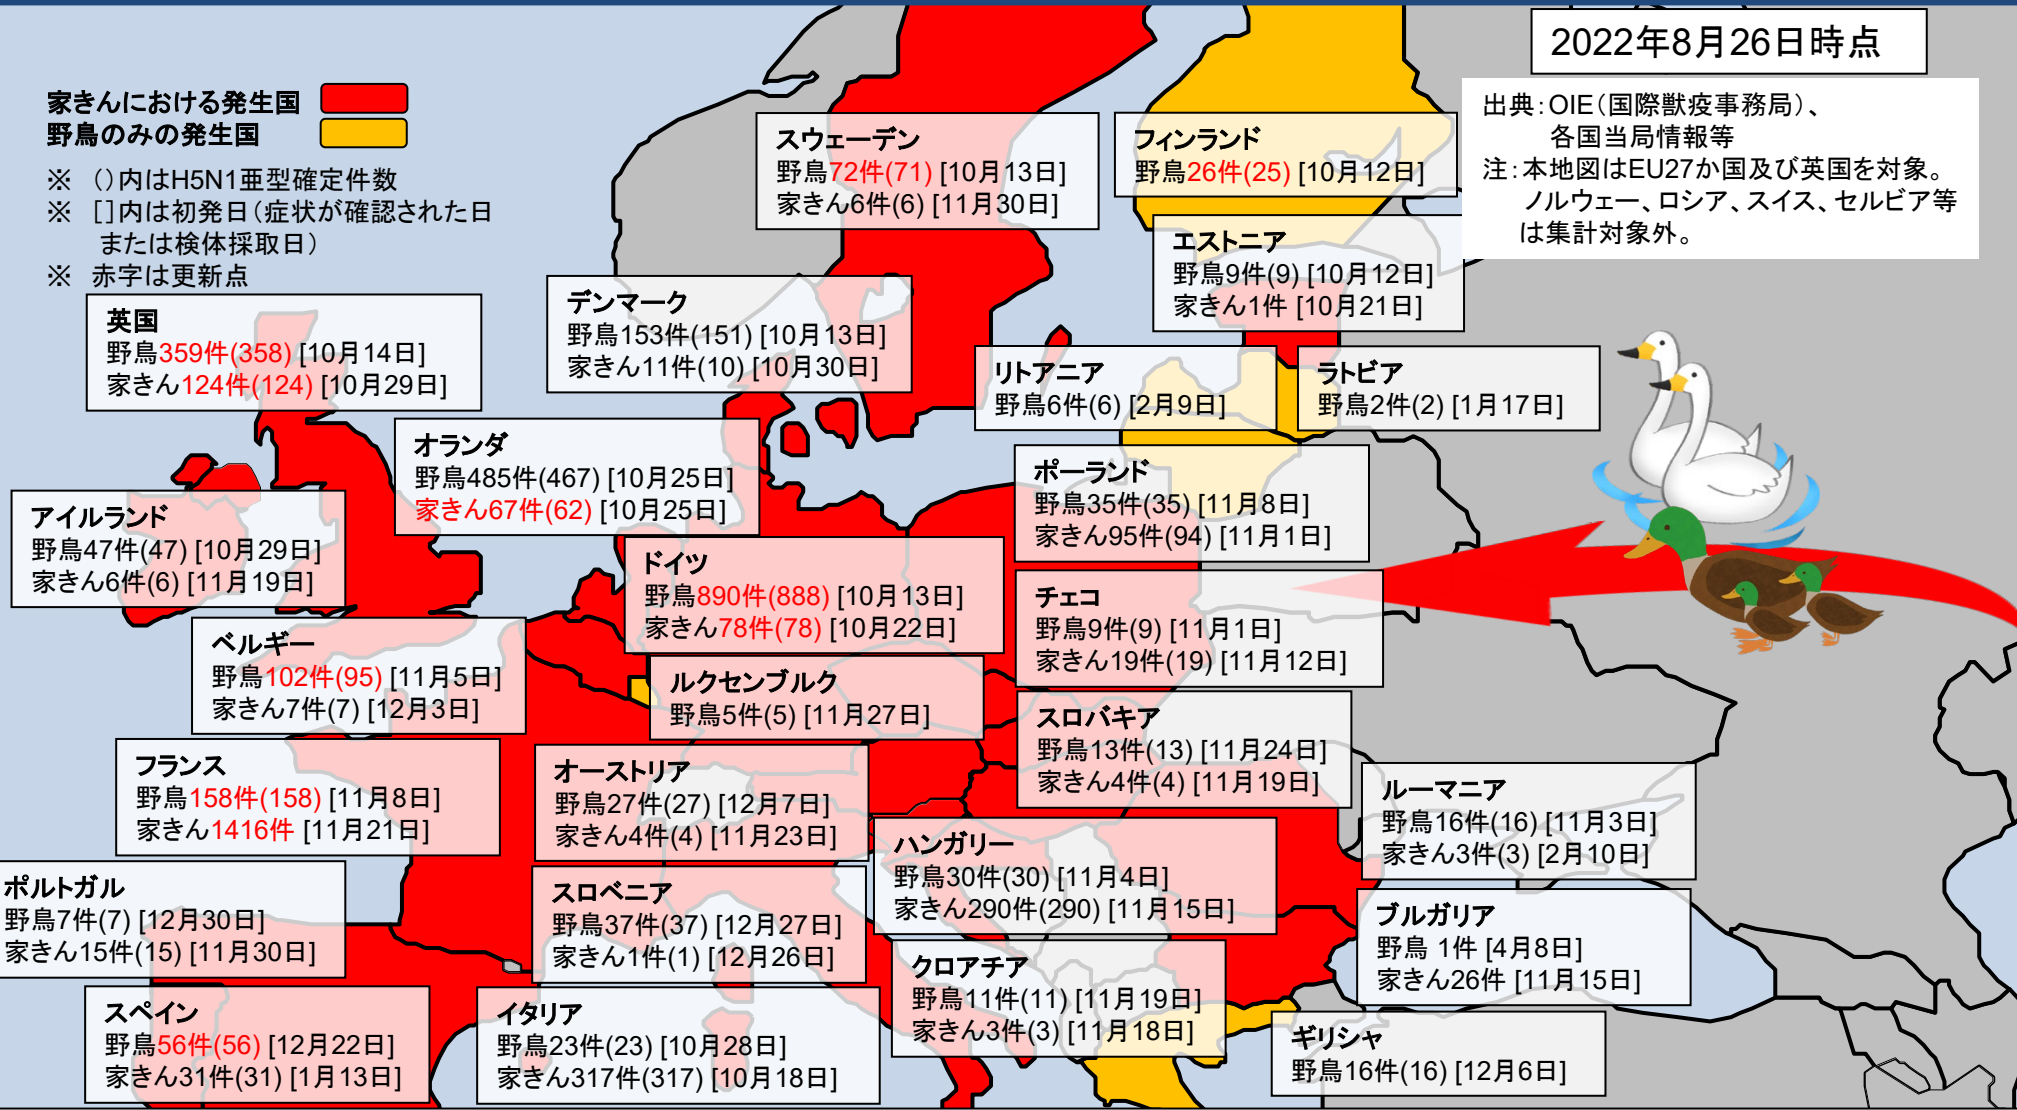 2022年8月26日時点
家きんにおける発生国
野鳥のみの発生国
※ ()内はH5N1亜型確定件数
※ []内は初発日(症状が確認された日
または検体採取日)
※ 赤字は更新点
出典:OIE(国際獣疫事務局)、
各国当局情報等
注:本地図はEU27か国及び英国を対象。
ノルウェー、ロシア、スイス、セルビア等
は集計対象外。
スウェーデン
野鳥72件(71) [10月13日]
家きん6件(6) [11月30日]
フィンランド
野鳥26件(25) [10月12日]
エストニア
野鳥9件(9) [10月12日]
家きん1件 [10月21日]
デンマーク
野鳥153件(151) [10月13日]
家きん11件(10) [10月30日]
英国
野鳥359件(358) [10月14日]
家きん124件(124) [10月29日]
リトアニア
野鳥6件(6) [2月9日]
ラトビア
野鳥2件(2) [1月17日]
オランダ
野鳥485件(467) [10月25日]
家きん67件(62) [10月25日]
ポーランド
野鳥35件(35) [11月8日]
家きん95件(94) [11月1日]
アイルランド
野鳥47件(47) [10月29日]
家きん6件(6) [11月19日]
ドイツ
野鳥890件(888) [10月13日]
家きん78件(78) [10月22日]
チェコ
野鳥9件(9) [11月1日]
家きん19件(19) [11月12日]
ベルギー
野鳥102件(95) [11月5日]
家きん7件(7) [12月3日]
ルクセンブルク
野鳥5件(5) [11月27日]
スロバキア
野鳥13件(13) [11月24日]
家きん4件(4) [11月19日]
フランス
野鳥158件(158) [11月8日]
家きん1416件 [11月21日]
オーストリア
野鳥27件(27) [12月7日]
家きん4件(4) [11月23日]
ルーマニア
野鳥16件(16) [11月3日]
家きん3件(3) [2月10日]
ハンガリー
野鳥30件(30) [11月4日]
家きん290件(290) [11月15日]
ポルトガル
野鳥7件(7) [12月30日]
家きん15件(15) [11月30日]
スロベニア
野鳥37件(37) [12月27日]
家きん1件(1) [12月26日]
ブルガリア
野鳥 1件 [4月8日]
家きん26件 [11月15日]
クロアチア
野鳥11件(11) [11月19日]
家きん3件(3) [11月18日]
スペイン
野鳥56件(56) [12月22日]
家きん31件(31) [1月13日]
イタリア
野鳥23件(23) [10月28日]
家きん317件(317) [10月18日]
ギリシャ
野鳥16件(16) [12月6日]